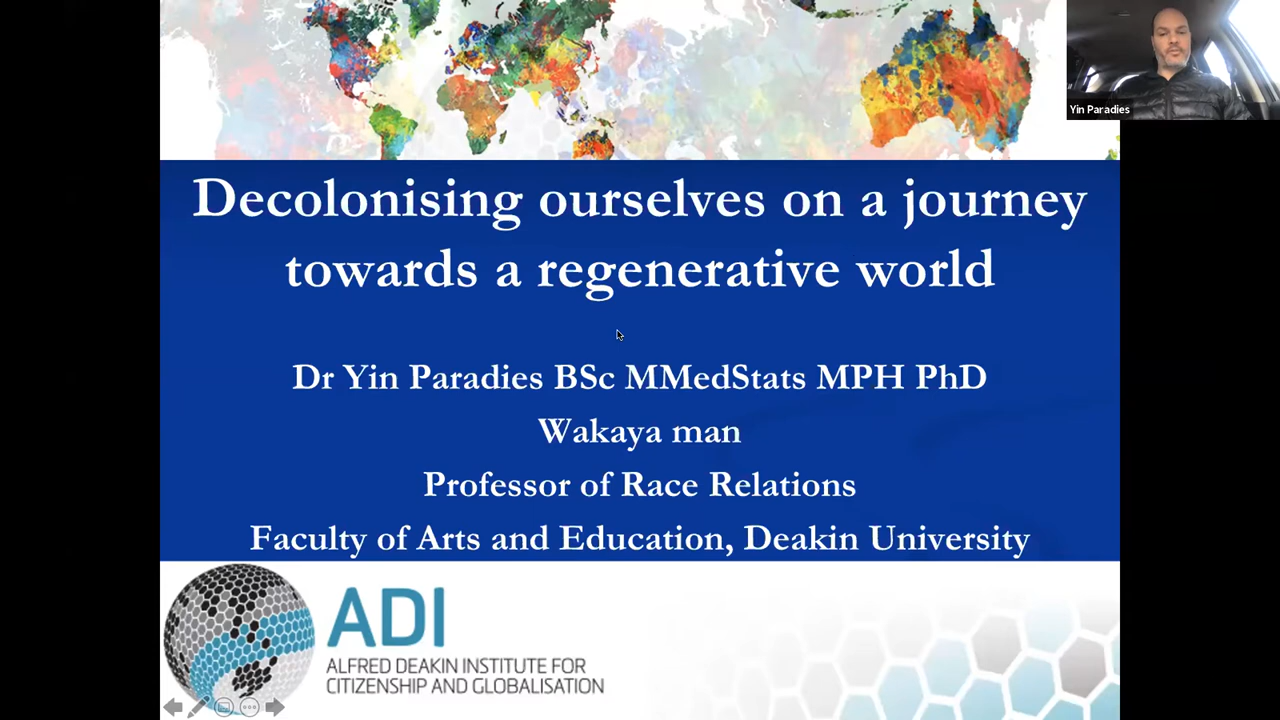 Yin Paradies
Decolonising ourselves on a journey
towards a regenerative world
Dr Yin Paradies BSc MMedStats MPH PhD
Wakaya man
Professor of Race Relations
Faculty of Arts and Education, Deakin University
ADI
ALFRED DEAKIN INSTITUTE FOR
CITIZENSHIP AND GLOBALISATION